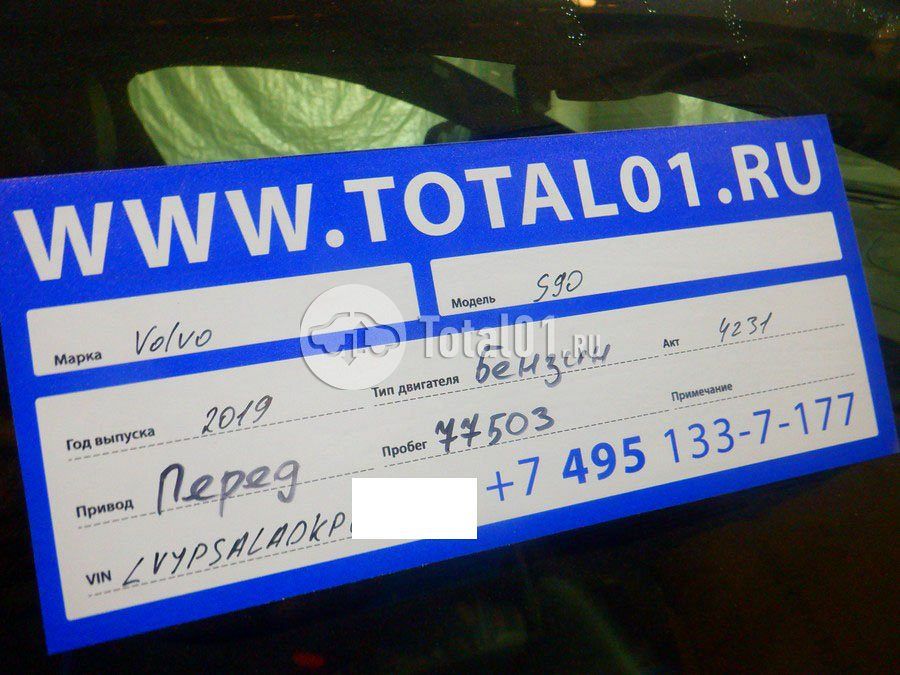 WWW.TOTAL01.RU
Марка Volvo Модель S90
Total01.RU
Год выпуска 2019 Тип двигателя Бензин Акт 4231
Привод Перед Пробег 77503 Примечание
+7 495 133-7-177
VIN LVYPSALADKP